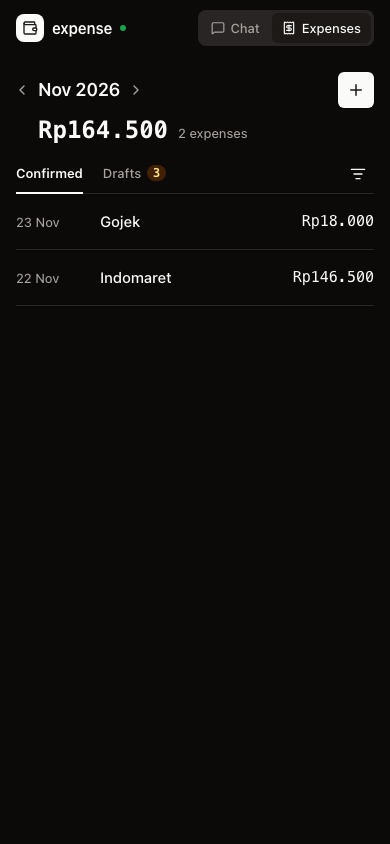 expense
Chat
Expenses
Nov 2026
Rp164.500 2 expenses
Confirmed
Drafts 3
23 Nov Gojek Rp18.000
22 Nov Indomaret Rp146.500